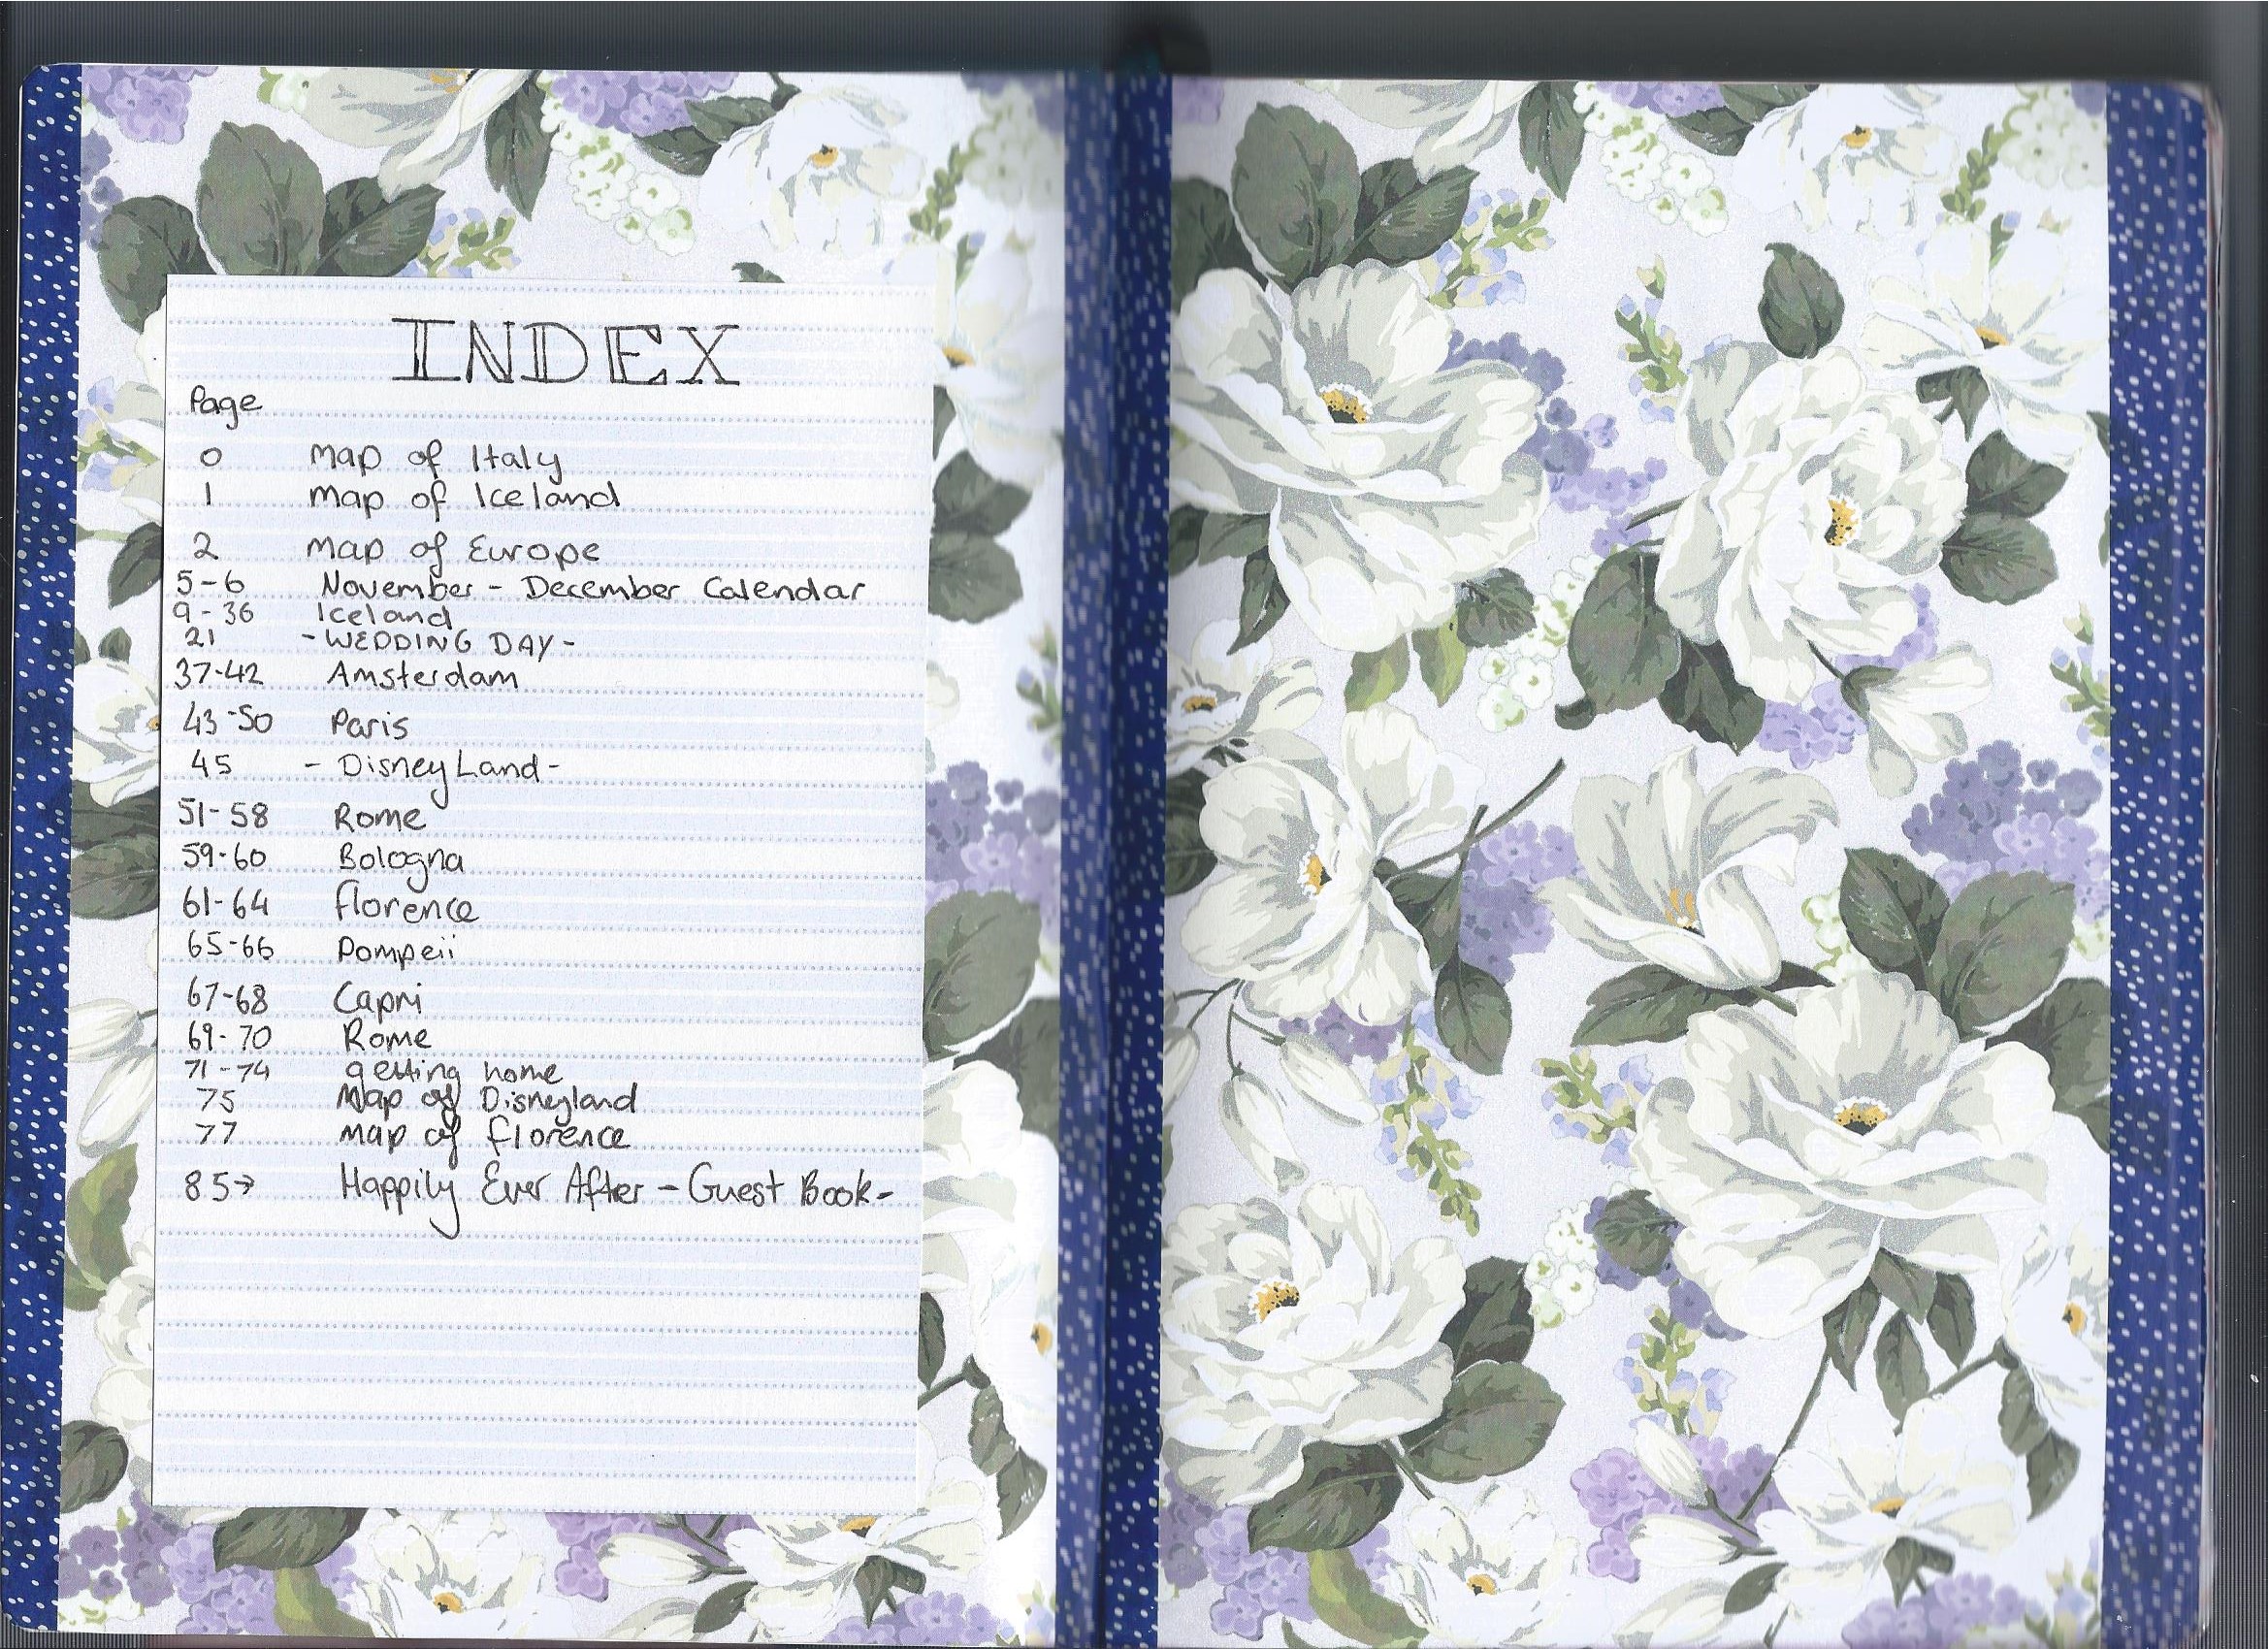 INDEX
Page
0 Map of Italy
1 Map of Iceland
2 Map of Europe
5-6 November - December Calendar
9-36 Iceland
21 - WEDDING DAY -
37-42 Amsterdam
43-50 Paris
45 - DisneyLand -
51-58 Rome
59-60 Bologna
61-64 Florence
65-66 Pompeii
67-68 Capri
69-70 Rome
71-74 getting home
75 Map of Disneyland
77 Map of Florence
85→ Happily Ever After - Guest Book -